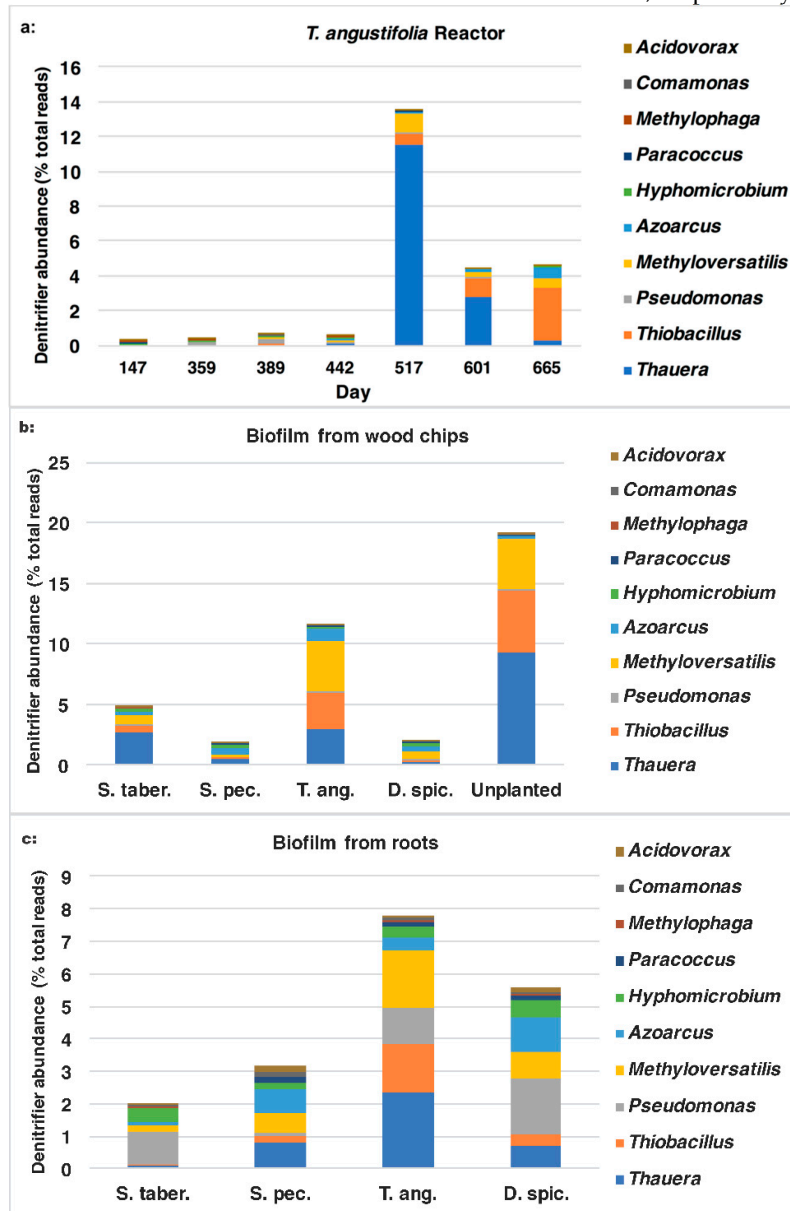 a:
T. angustifolia Reactor
Denitrifier abundance (% total reads)
16
14
12
10
8
6
4
2
0
147 359 389 442 517 601 665
Day
Acidovorax
Comamonas
Methylophaga
Paracoccus
Hyphomicrobium
Azoarcus
Methyloversatilis
Pseudomonas
Thiobacillus
Thauera
b:
Biofilm from wood chips
Denitrifier abundance (% total reads)
25
20
15
10
5
0
S. taber. S. pec. T. ang. D. spic. Unplanted
Acidovorax
Comamonas
Methylophaga
Paracoccus
Hyphomicrobium
Azoarcus
Methyloversatilis
Pseudomonas
Thiobacillus
Thauera
c:
Biofilm from roots
Denitrifier abundance (% total reads)
9
8
7
6
5
4
3
2
1
0
S. taber. S. pec. T. ang. D. spic.
Acidovorax
Comamonas
Methylophaga
Paracoccus
Hyphomicrobium
Azoarcus
Methyloversatilis
Pseudomonas
Thiobacillus
Thauera